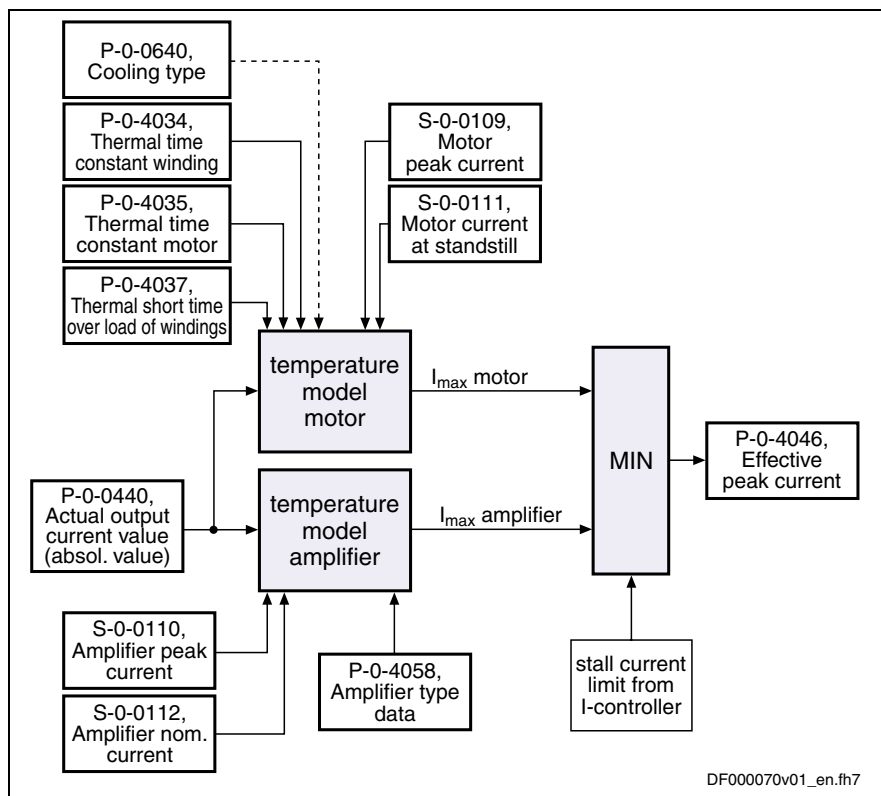 P-0-0640,
Cooling type
P-0-4034,
Thermal time
constant winding
P-0-4035,
Thermal time
constant motor
P-0-4037,
Thermal short time
over load of windings
S-0-0109,
Motor
peak current
S-0-0111,
Motor current
at standstill
temperature
model
motor
I_max motor
MIN
P-0-4046,
Effective
peak current
P-0-0440,
Actual output
current value
(absol. value)
temperature
model
amplifier
I_max amplifier
S-0-0110,
Amplifier peak
current
S-0-0112,
Amplifier nom.
current
P-0-4058,
Amplifier type
data
stall current
limit from
I-controller
DF000070v01_en.fh7